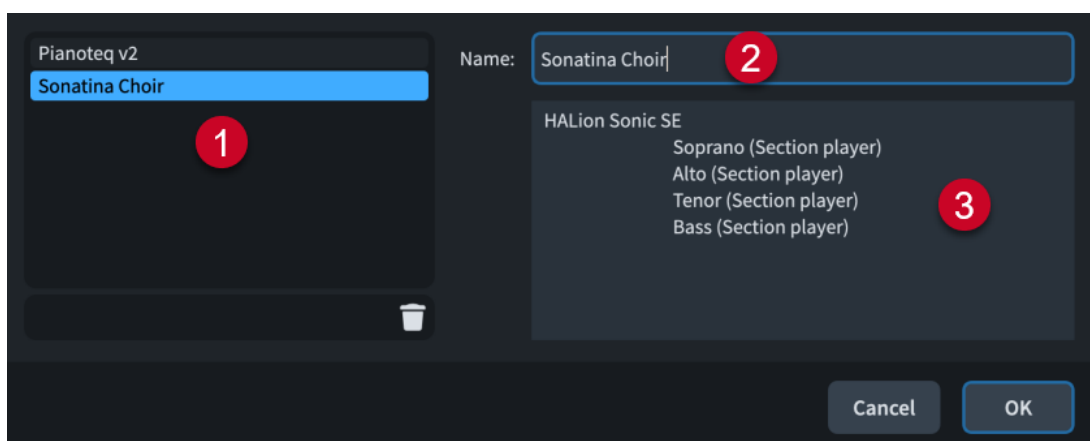 Pianoteq v2
Sonatina Choir
1
Name:
Sonatina Choir
2
HALion Sonic SE
Soprano (Section player)
Alto (Section player)
Tenor (Section player)
Bass (Section player)
3
Cancel
OK